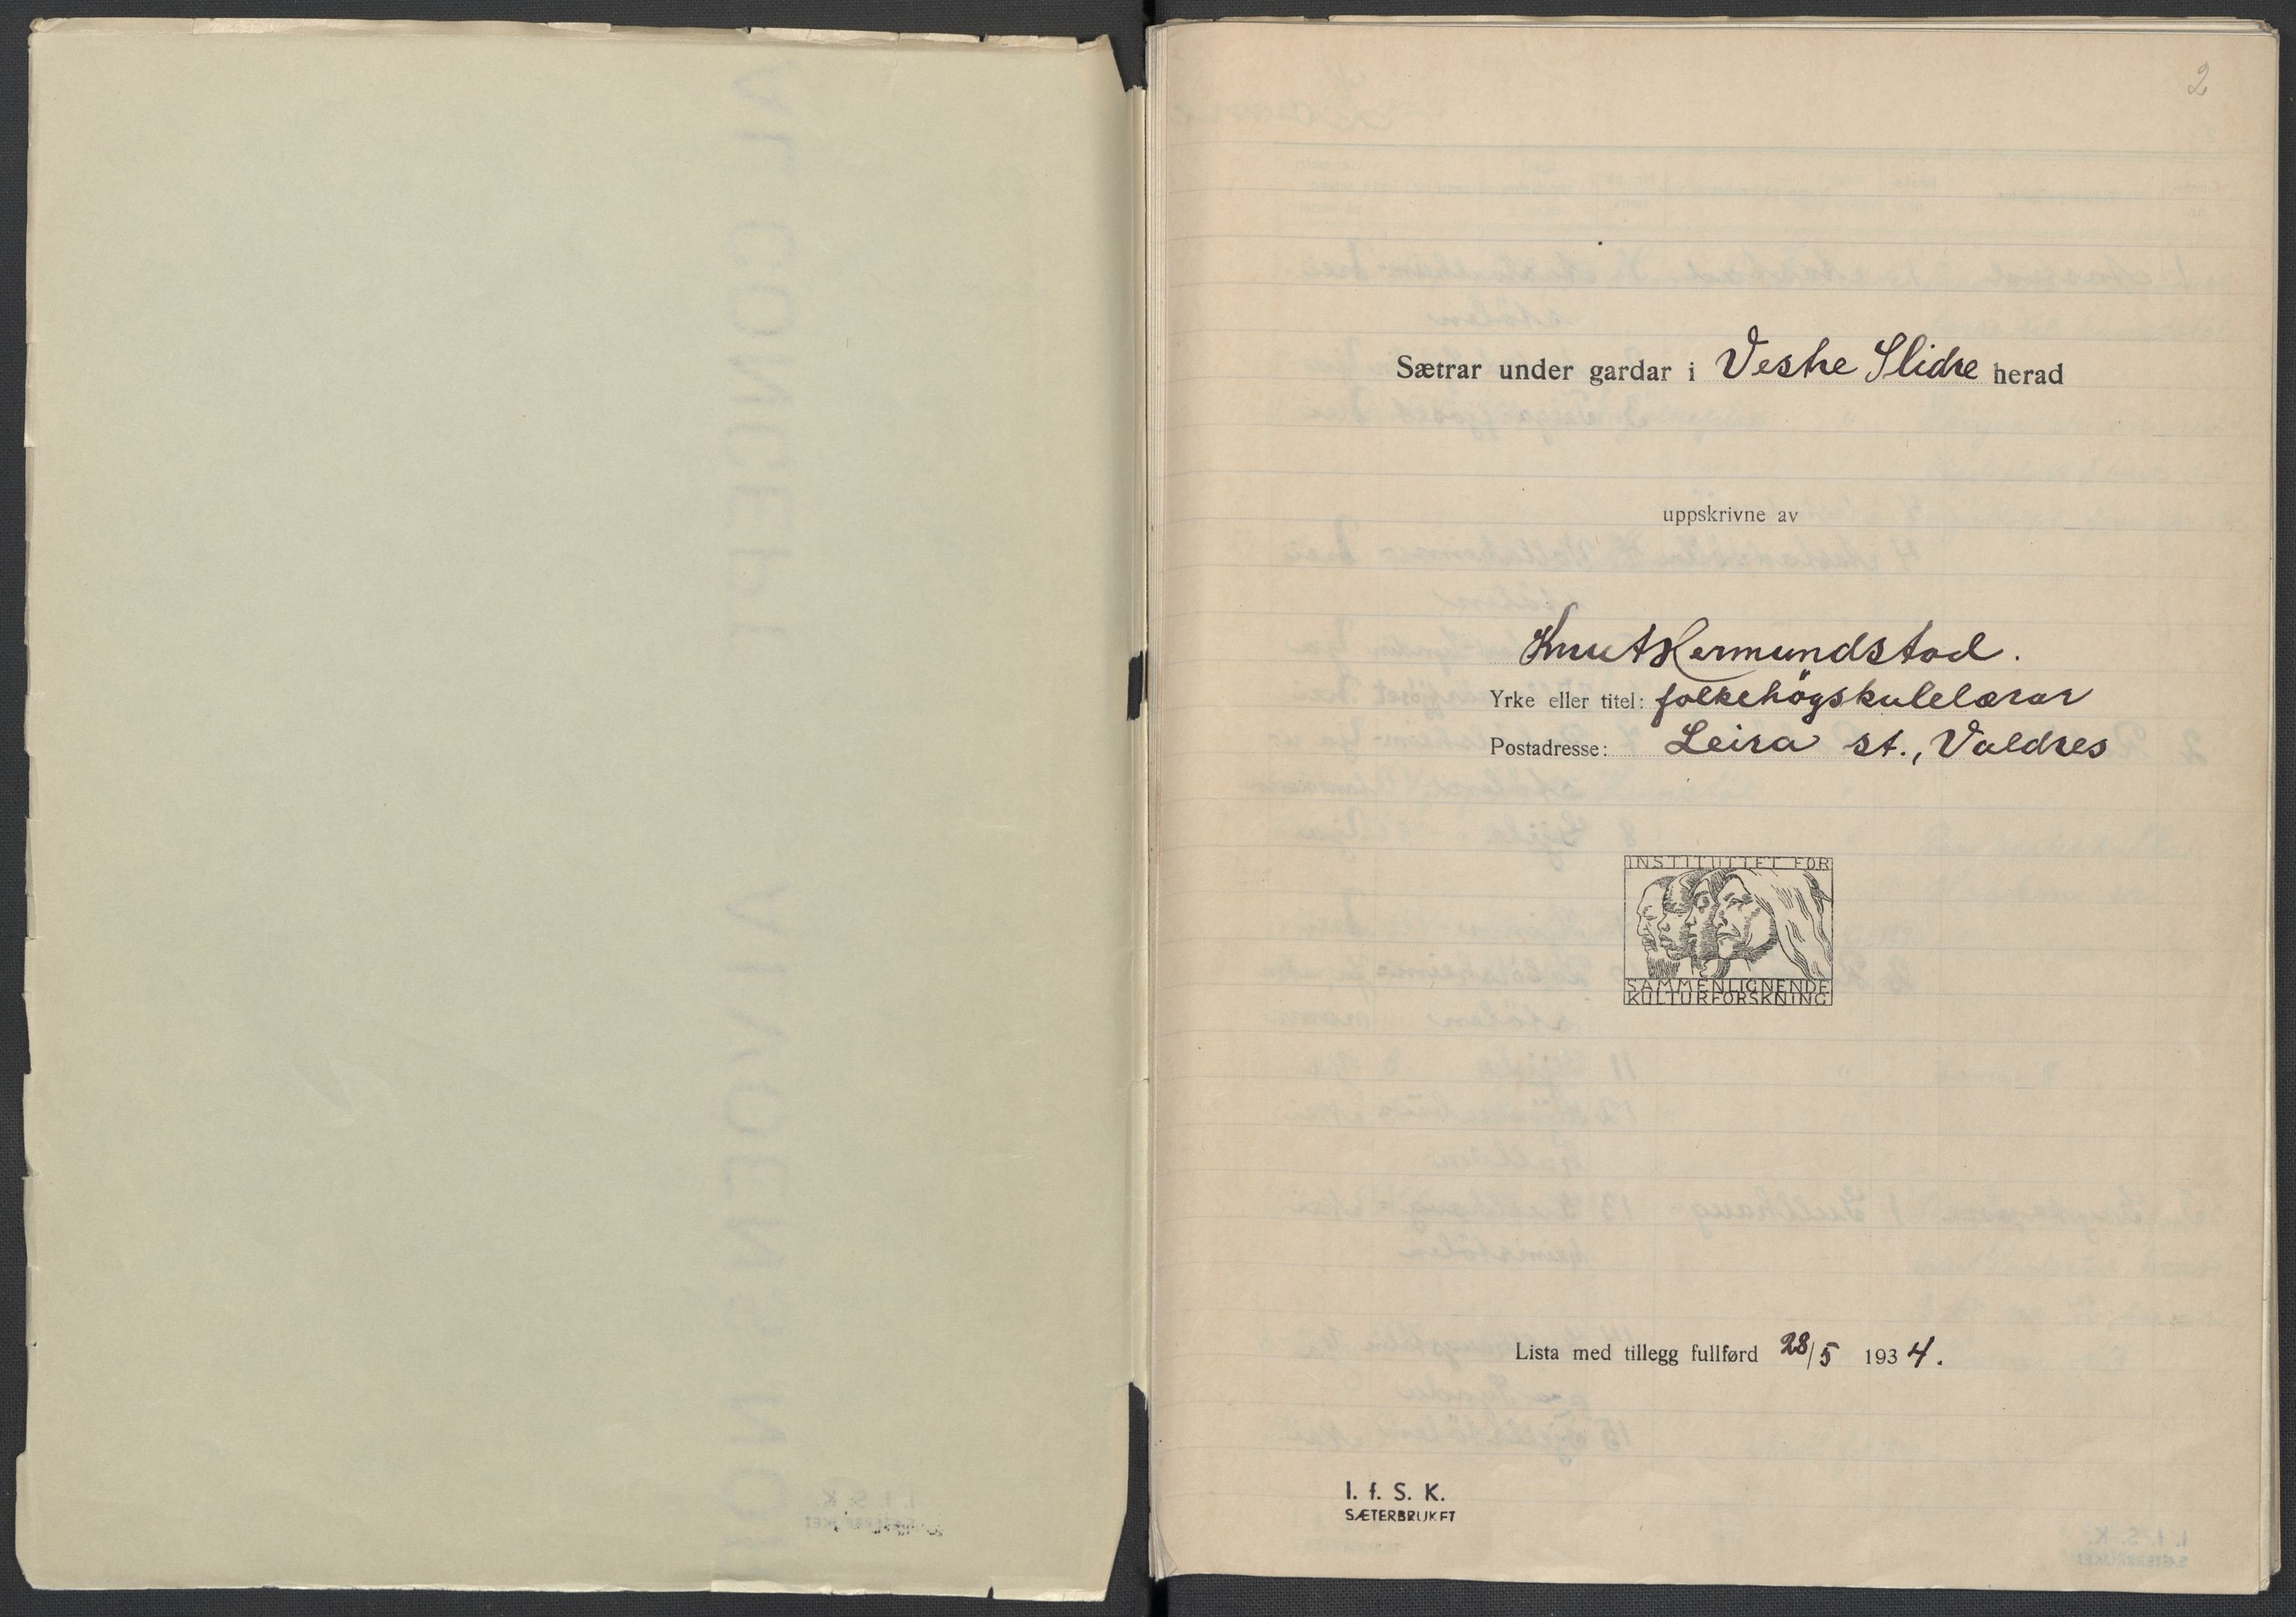 2
Sætrar under gardar i Vestre Slidre herad
uppskrivne av
Knut Hermundstad.
Yrke eller titel: folkehögskulelærar
Postadresse: Leira st., Valdres
INSTITUTTET FOR
SAMMENLIGNENDE
KULTURFORSKNING
Lista med tillegg fullførd 28/5 1934.
I. f. S. K.
SÆTERBRUKET